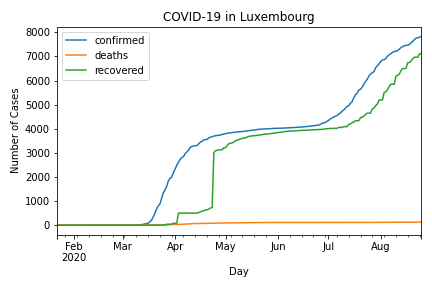 COVID-19 in Luxembourg
confirmed
deaths
recovered
8000
7000
6000
5000
4000
3000
2000
1000
0
Number of Cases
Feb Mar Apr May Jun Jul Aug
2020
Day